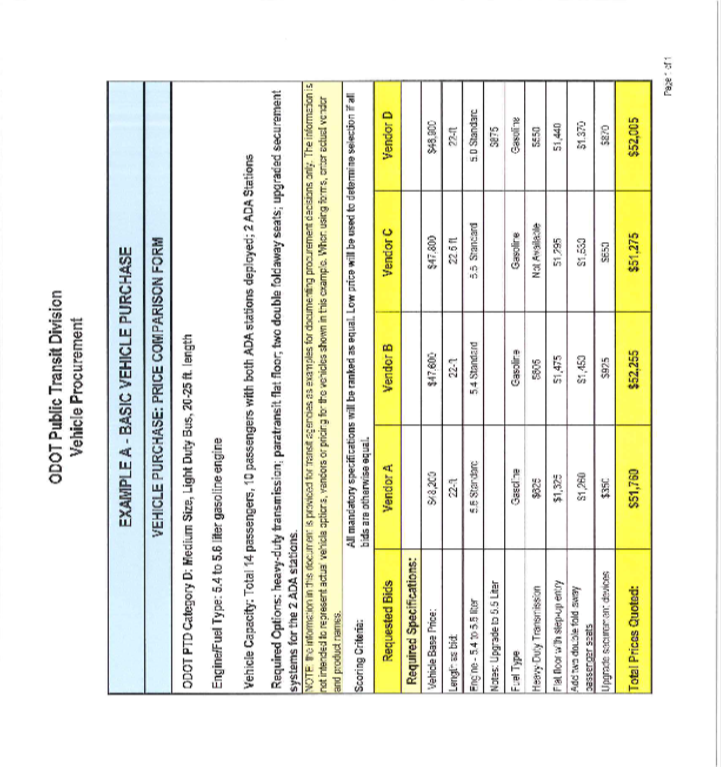 ODOT Public Transit Division
Vehicle Procurement
EXAMPLE A - BASIC VEHICLE PURCHASE
VEHICLE PURCHASE: PRICE COMPARISON FORM
ODOT PTD Category D: Medium Size, Light Duty Bus, 20-25 ft. length
Engine/Fuel Type: 5.4 to 5.6 liter gasoline engine
Vehicle Capacity: Total 14 passengers, 10 passengers with both ADA stations deployed; 2 ADA Stations
Required Options: heavy-duty transmission; paratransit flat floor; two double foldaway seats; upgraded securement
systems for the 2 ADA stations.
NOTE: the information in this document is provided for transit agencies as examples for documenting procurement decisions only. The information is
not intended to represent actual vehicle options, vendors or pricing for the vehicles shown in this example. When using forms, enter actual vendor
and product names.
Scoring Criteria: All mandatory specifications will be ranked as equal. Low price will be used to determine selection if all
bids are otherwise equal.
Requested Bids Vendor A Vendor B Vendor C Vendor D
Required Specifications:
Vehicle Base Price: $48,200 $47,600 $47,800
Length as bid: 22-ft 22-ft 22.5 ft 22-ft
Engine - 5.4 to 5.5 liter Standard 5.4 Standard 5.5 Standard 5.0 Standard
Notes: Upgrade to 5.5 Liter $875
Fuel Type Gasoline Gasoline Gasoline Gasoline
Heavy-Duty Transmission $625 $805 Not Available $550
Flat floor with step-up entry $1,325 $1,475 $1,295 $1,440
Add two double fold away
passenger seats $1,260 $1,450 $1,370
Upgrade securement devices $350 $925 $650 $870
Total Prices Quoted: $51,760 $52,255 $51,275 $52,005
Page 1 of 1